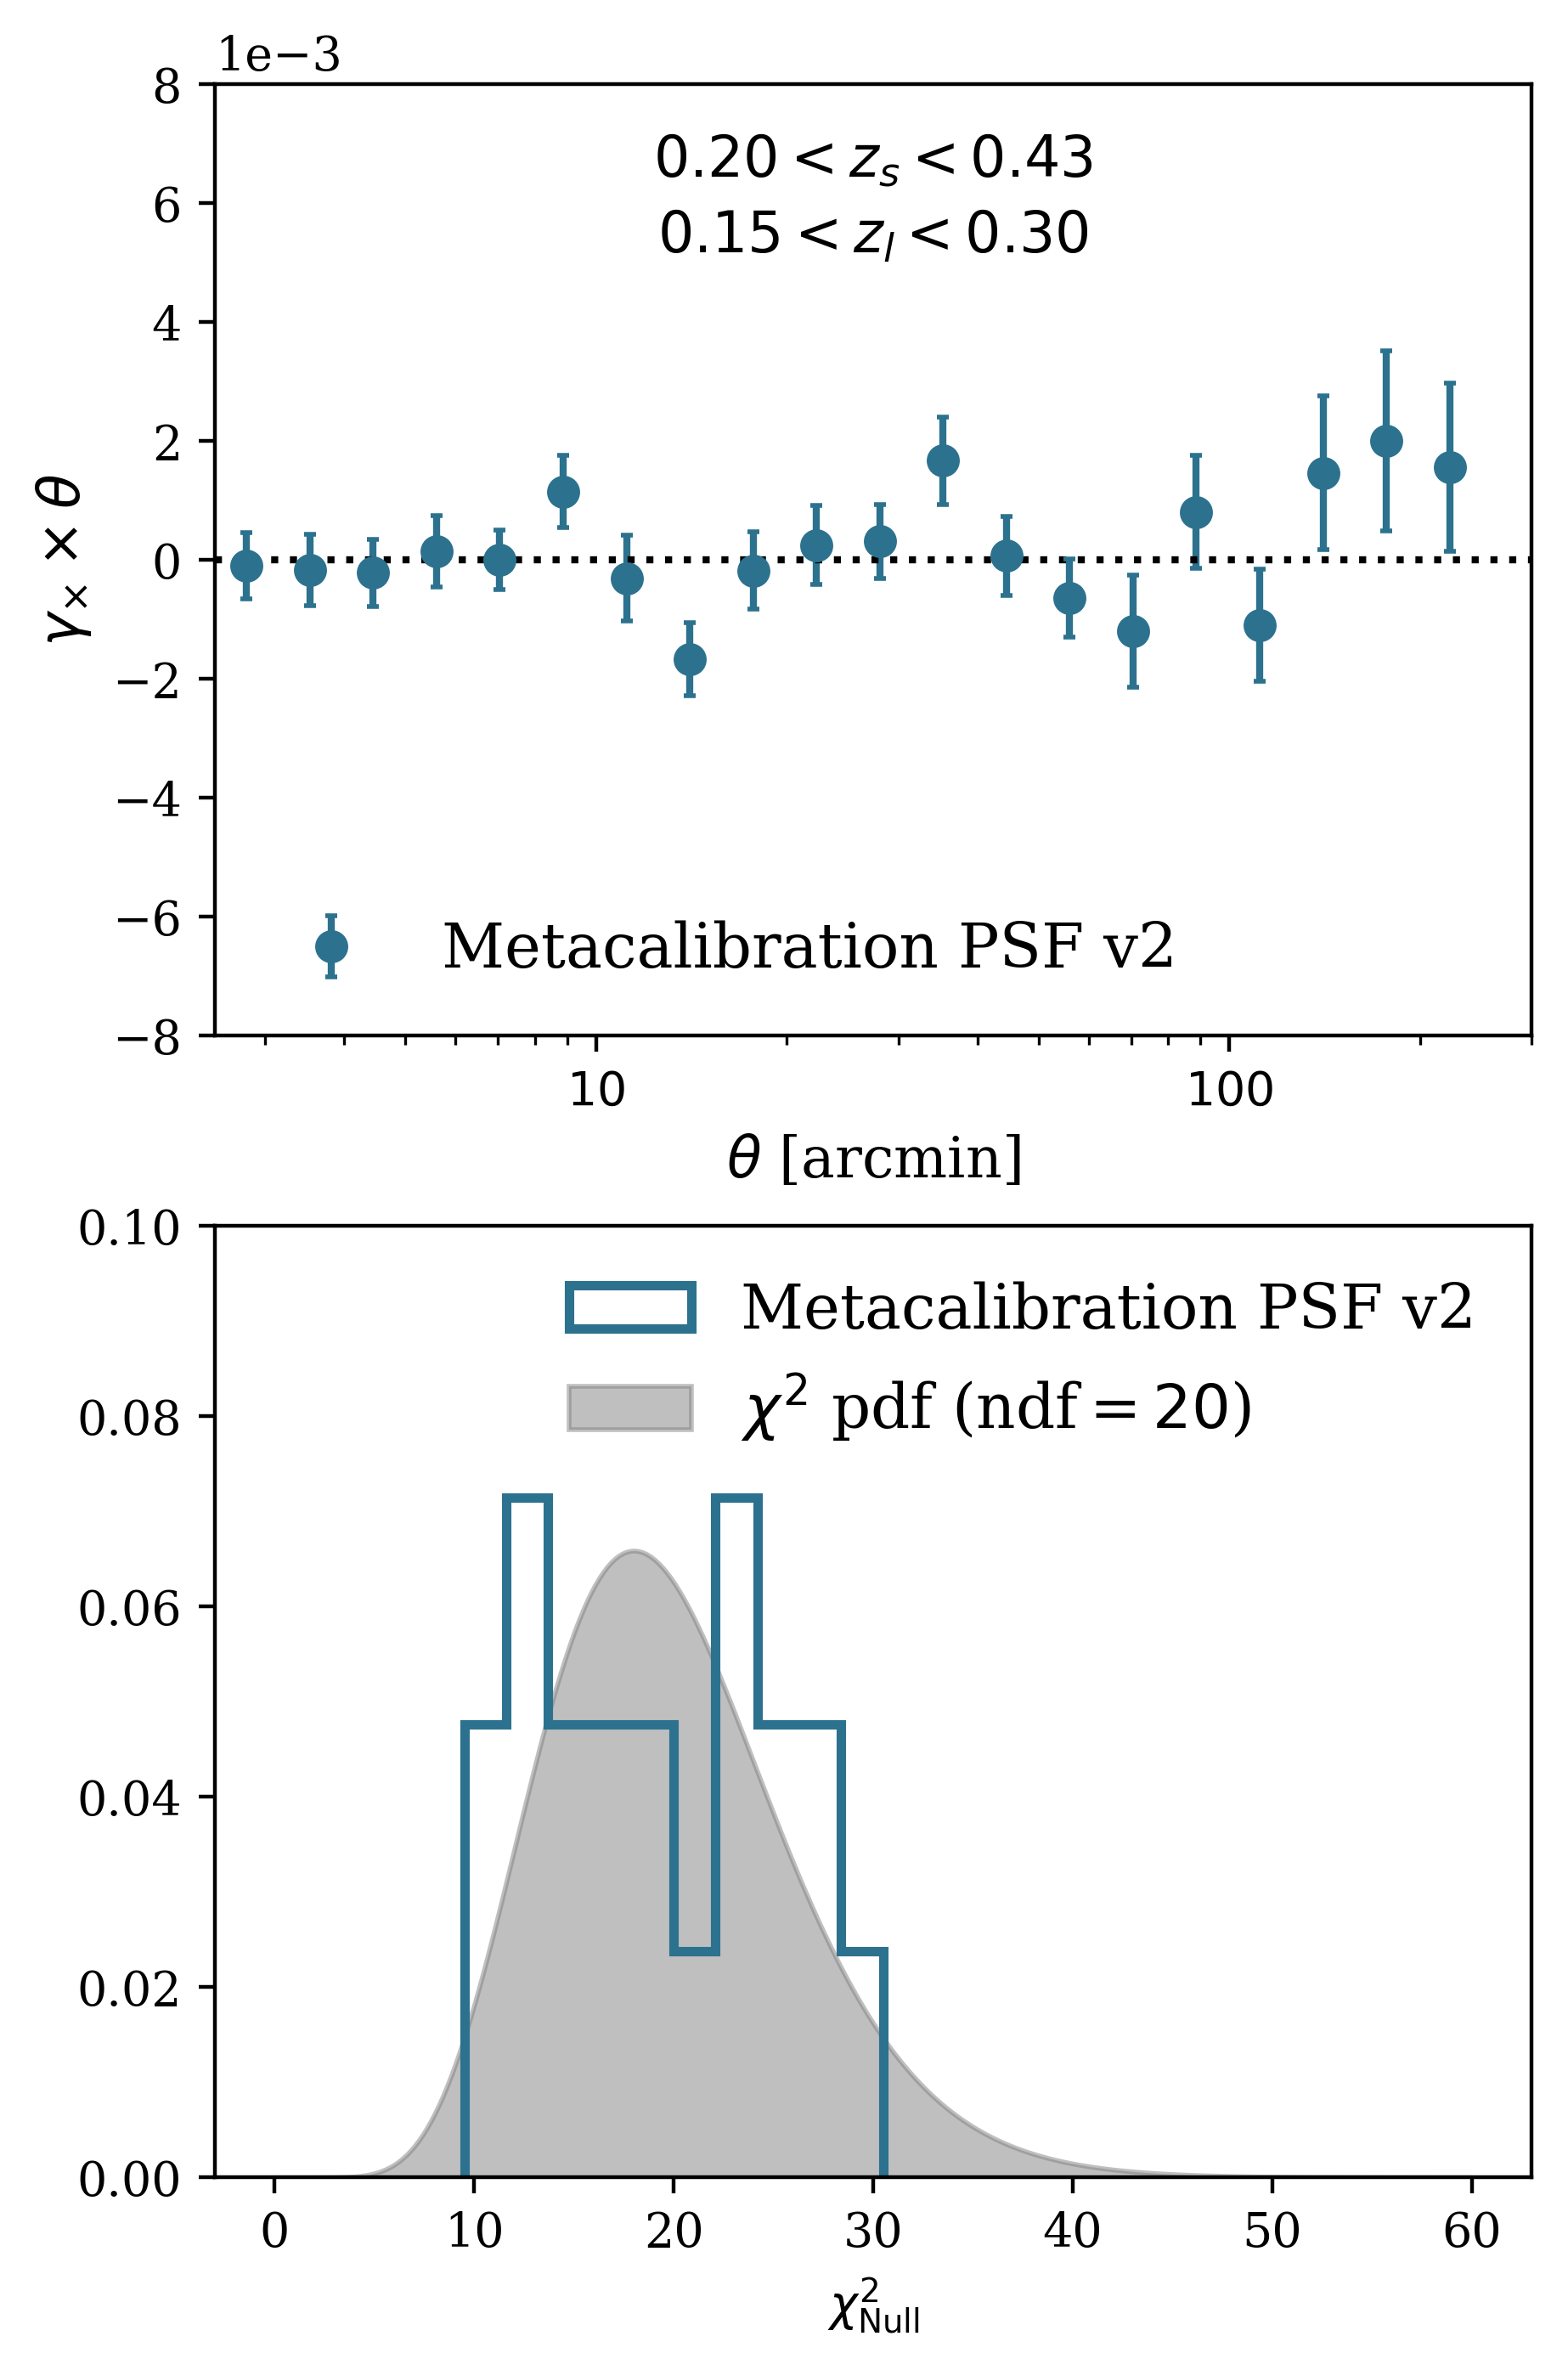 1e−3
8
6
4
2
0
−2
−4
−6
−8
γ× × θ
0.20 < z_s < 0.43
0.15 < z_l < 0.30
Metacalibration PSF v2
10 100
θ [arcmin]
0.10
0.08
0.06
0.04
0.02
0.00
Metacalibration PSF v2
χ² pdf (ndf = 20)
0 10 20 30 40 50 60
χ²_Null